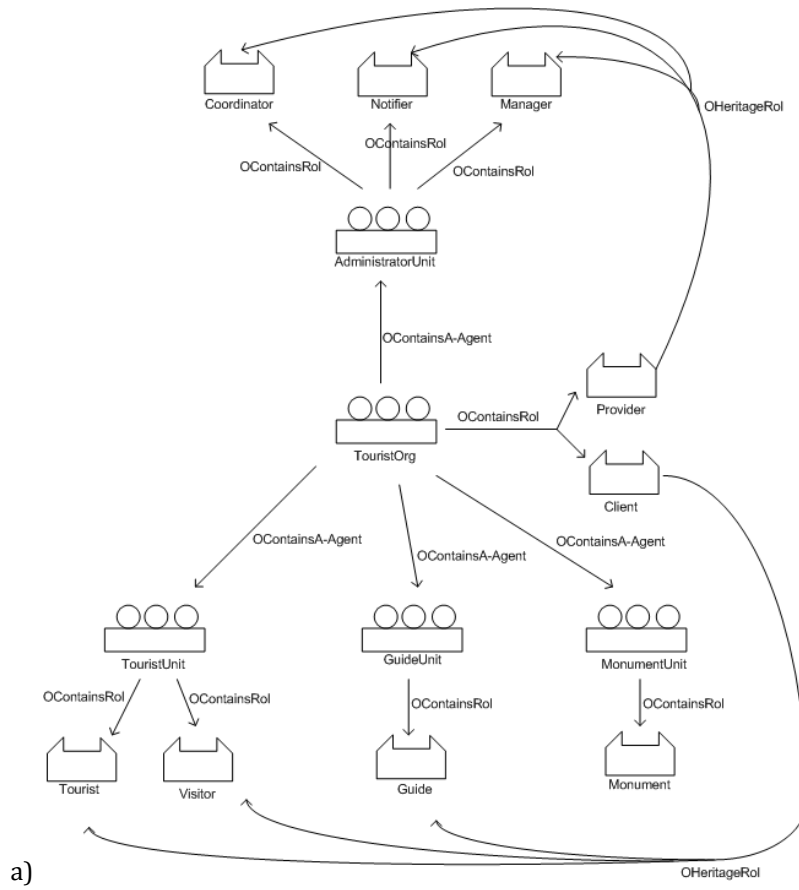 Coordinator
Notifier
Manager
OHeritageRol
OContainsRol
OContainsRol
OContainsRol
AdministratorUnit
OContainsA-Agent
OContainsRol
Provider
TouristOrg
Client
OContainsA-Agent
OContainsA-Agent
OContainsA-Agent
TouristUnit
GuideUnit
MonumentUnit
OContainsRol
OContainsRol
OContainsRol
OContainsRol
Tourist
Visitor
Guide
Monument
a)
OHeritageRol